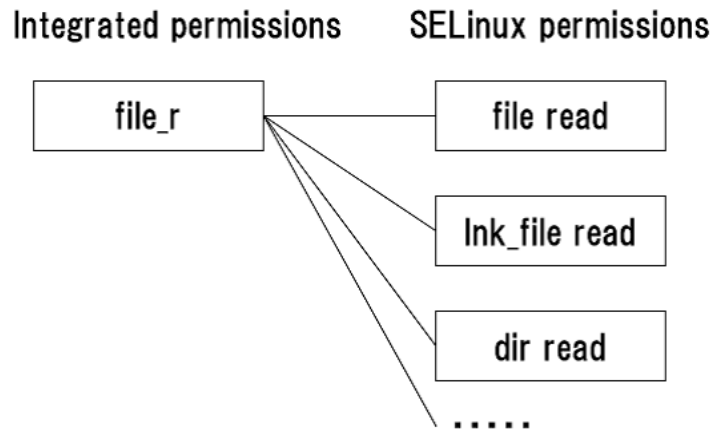 Integrated permissions
SELinux permissions
file_r
file read
lnk_file read
dir read
.....